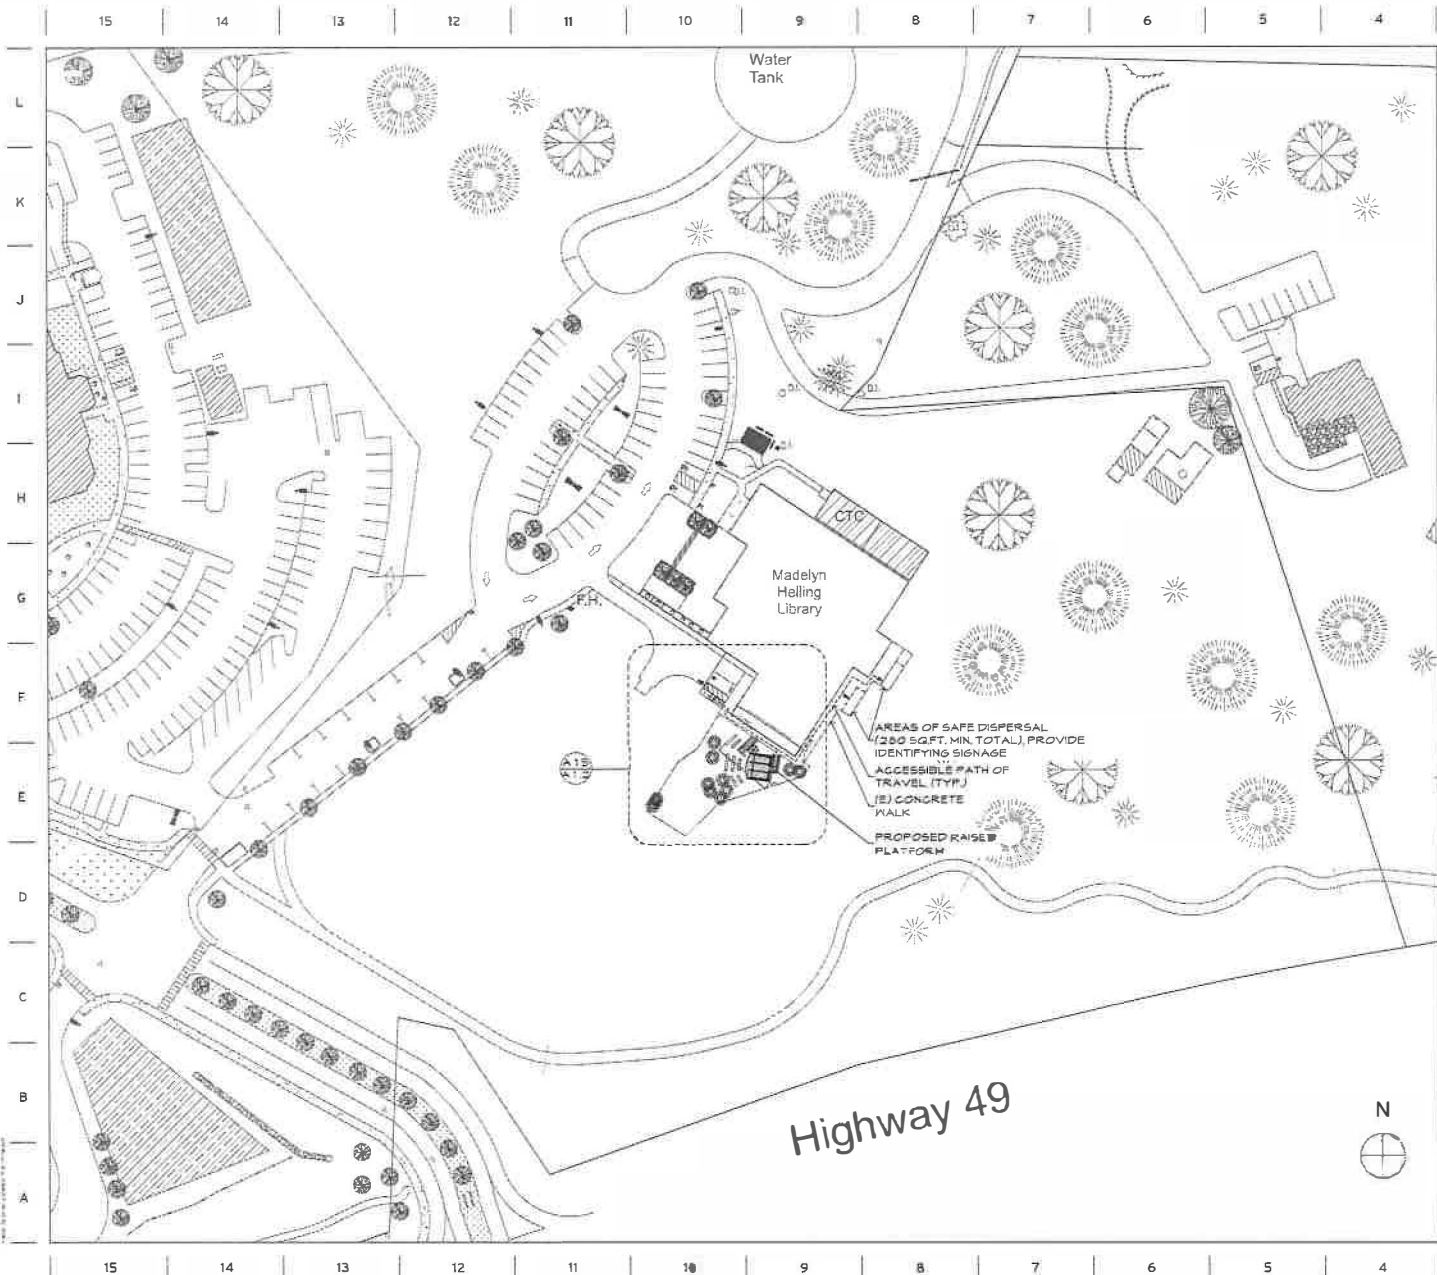 15 14 13 12 11 10 9 8 7 6 5 4
L
K
J
I
H
G
F
E
D
C
B
A
Water
Tank
D.I.
D.I.
D.I.
D.I.
CTC
Madelyn
Helling
Library
F.H.
AREAS OF SAFE DISPERSAL
(280 SQ.FT. MIN. TOTAL), PROVIDE
IDENTIFYING SIGNAGE
ACCESSIBLE PATH OF
TRAVEL (TYP.)
(E) CONCRETE
WALK
PROPOSED RAISED
PLATFORM
Highway 49
N
15 14 13 12 11 10 9 8 7 6 5 4